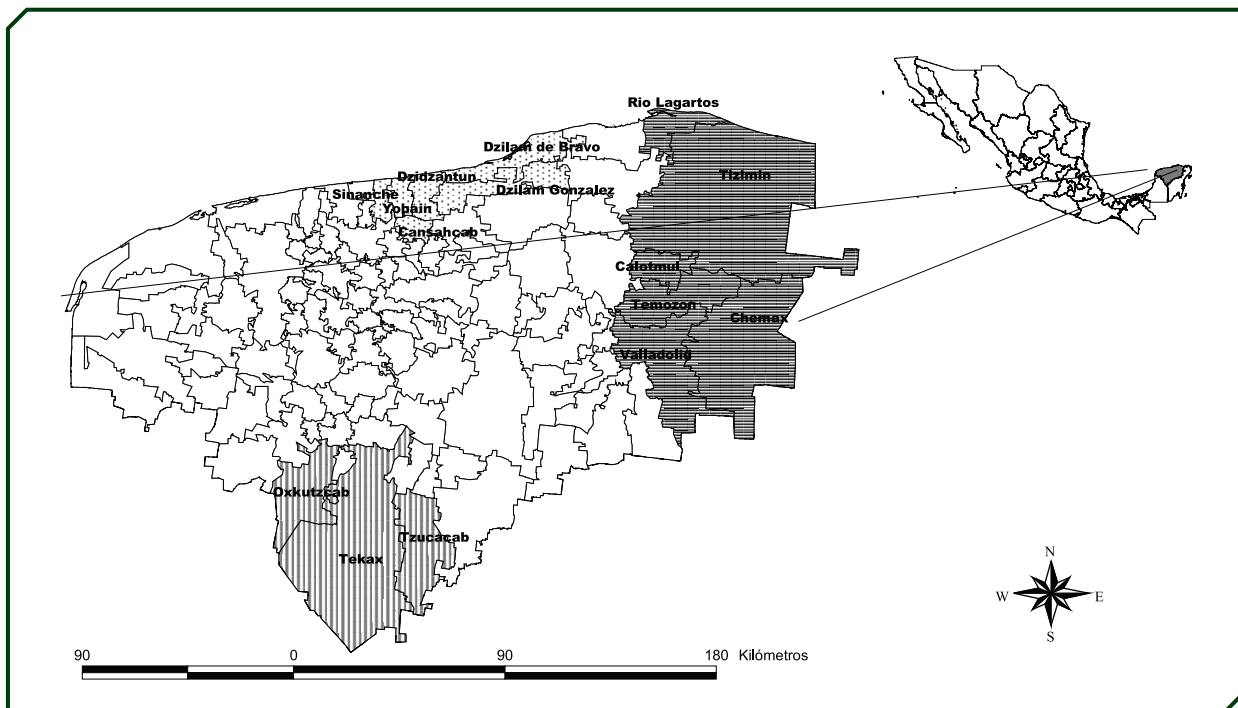 Rio Lagartos
Dzilam de Bravo
Tizimin
Dzidzantun
Dzilam Gonzalez
Sinanche
Yobain
Cansahcab
Calotmul
Temozon
Chemax
Valladolid
Oxkutzcab
Tzucacab
Tekax
N
W
E
S
90
0
90
180
Kilómetros